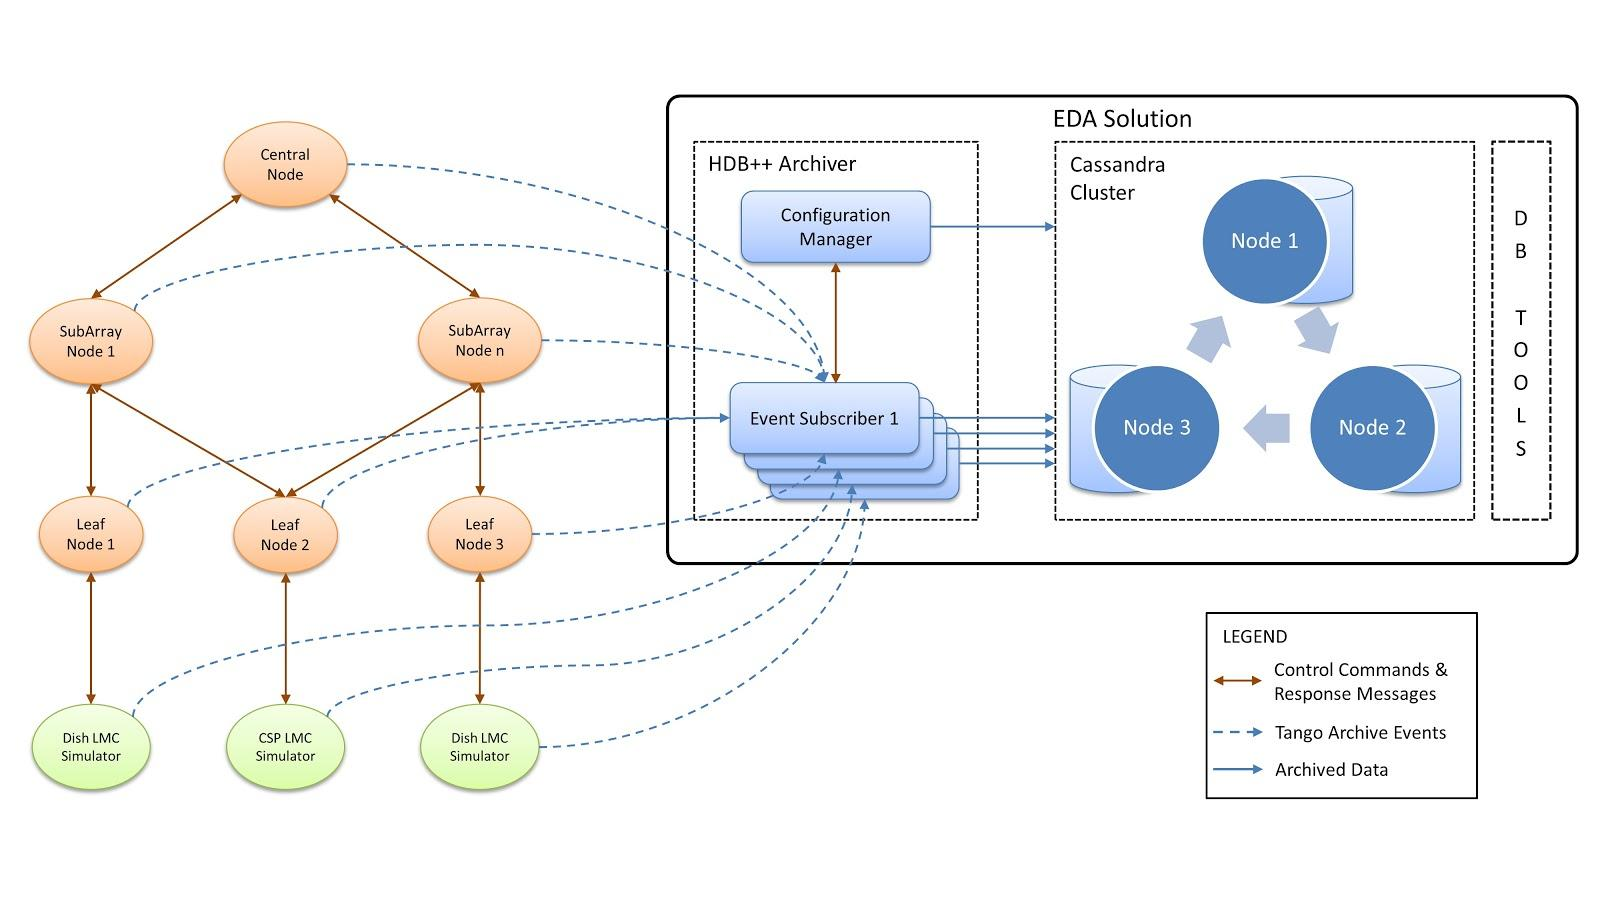 EDA Solution
Central
Node
SubArray
Node 1
SubArray
Node n
Leaf
Node 1
Leaf
Node 2
Leaf
Node 3
Dish LMC
Simulator
CSP LMC
Simulator
Dish LMC
Simulator
HDB++ Archiver
Configuration
Manager
Event Subscriber 1
Cassandra
Cluster
Node 1
Node 3
Node 2
D
B
T
O
O
L
S
LEGEND
Control Commands &
Response Messages
Tango Archive Events
Archived Data